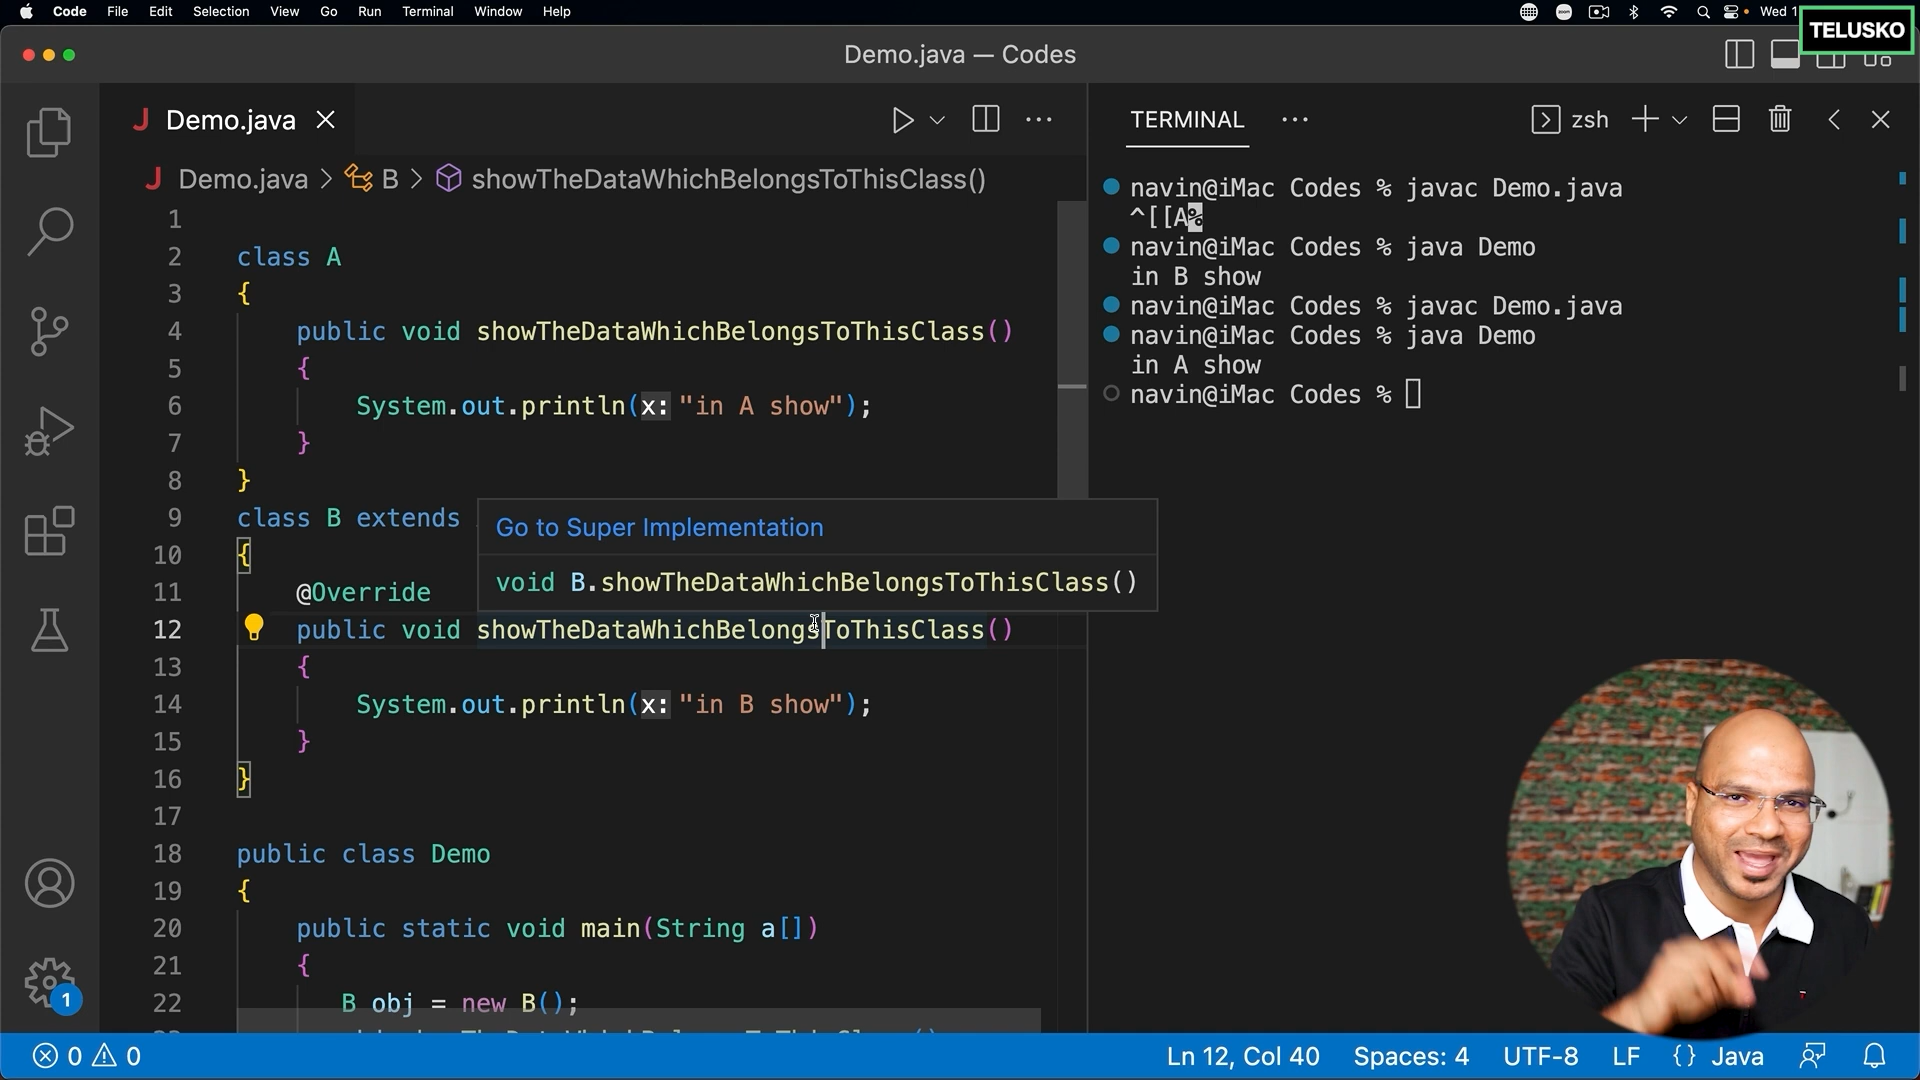 Code File Edit Selection View Go Run Terminal Window Help
zoom
Wed 1
TELUSKO
Demo.java — Codes
J Demo.java
TERMINAL
zsh
J Demo.java > B > showTheDataWhichBelongsToThisClass()
1
2 class A
3 {
4 public void showTheDataWhichBelongsToThisClass()
5 {
6 System.out.println(x: "in A show");
7 }
8 }
9 class B extends
10 {
11 @Override
12 public void showTheDataWhichBelongsToThisClass()
13 {
14 System.out.println(x: "in B show");
15 }
16 }
17
18 public class Demo
19 {
20 public static void main(String a[])
21 {
22 B obj = new B();
Go to Super Implementation
void B.showTheDataWhichBelongsToThisClass()
navin@iMac Codes % javac Demo.java
^[[A%
navin@iMac Codes % java Demo
in B show
navin@iMac Codes % javac Demo.java
navin@iMac Codes % java Demo
in A show
navin@iMac Codes %
1
0 0
Ln 12, Col 40 Spaces: 4 UTF-8 LF {} Java